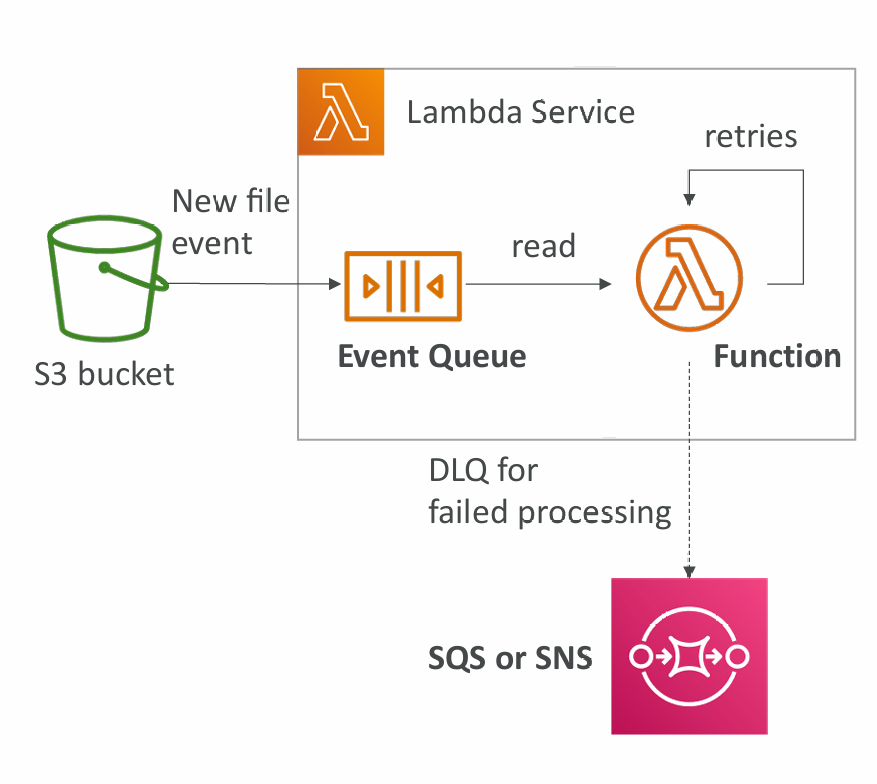 Lambda Service
retries
New file
event
read
Event Queue
Function
S3 bucket
DLQ for
failed processing
SQS or SNS